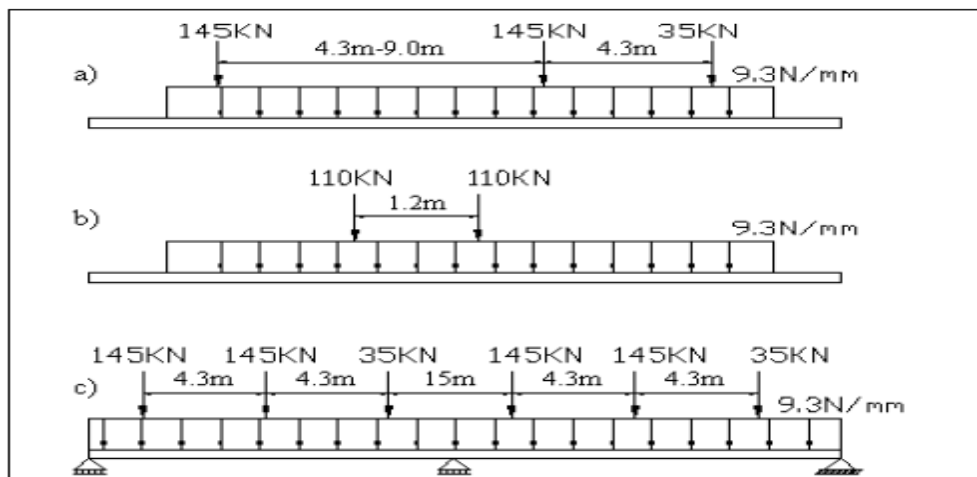 145KN 145KN 35KN
4.3m-9.0m 4.3m
a) 9.3N/mm
110KN 110KN
1.2m
b) 9.3N/mm
145KN 145KN 35KN 145KN 145KN 35KN
4.3m 4.3m 15m 4.3m 4.3m
c) 9.3N/mm